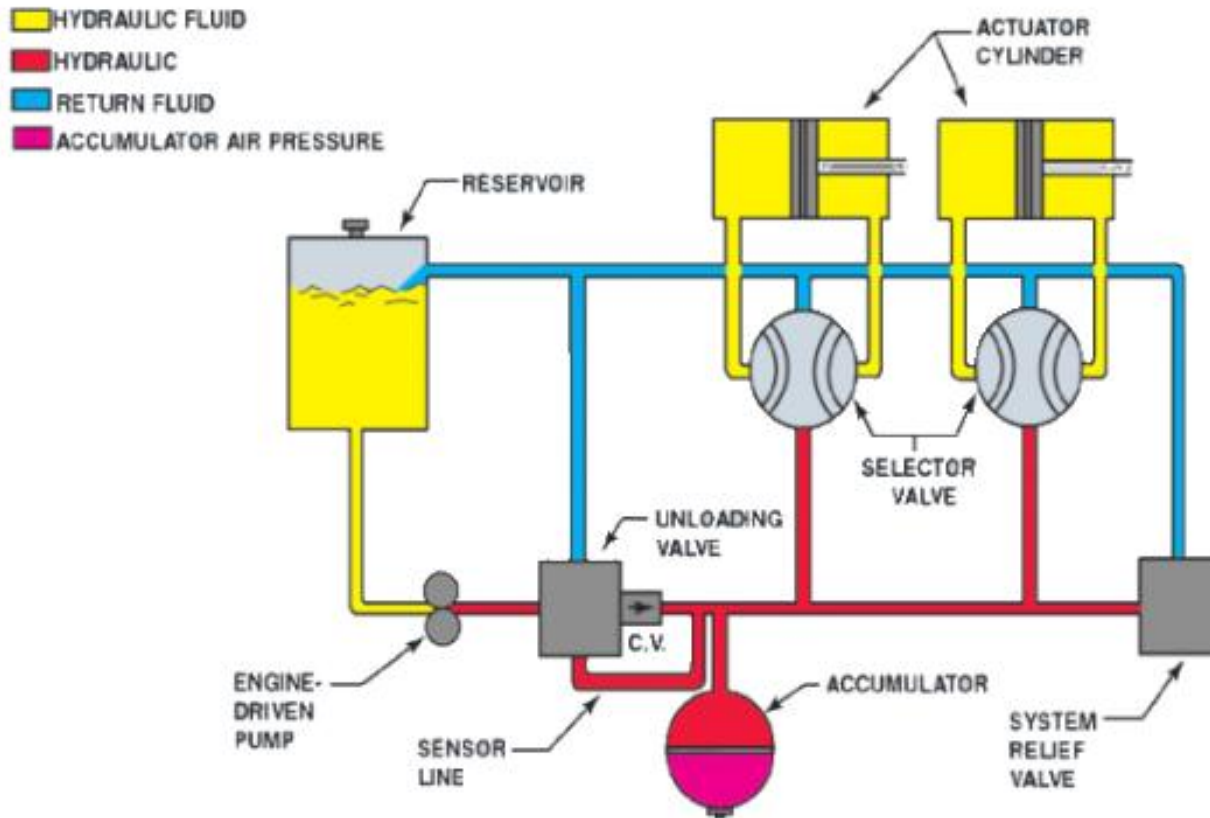 HYDRAULIC FLUID
HYDRAULIC
RETURN FLUID
ACCUMULATOR AIR PRESSURE
ACTUATOR
CYLINDER
RESERVOIR
SELECTOR
VALVE
UNLOADING
VALVE
C.V.
ENGINE-
DRIVEN
PUMP
SENSOR
LINE
ACCUMULATOR
SYSTEM
RELIEF
VALVE